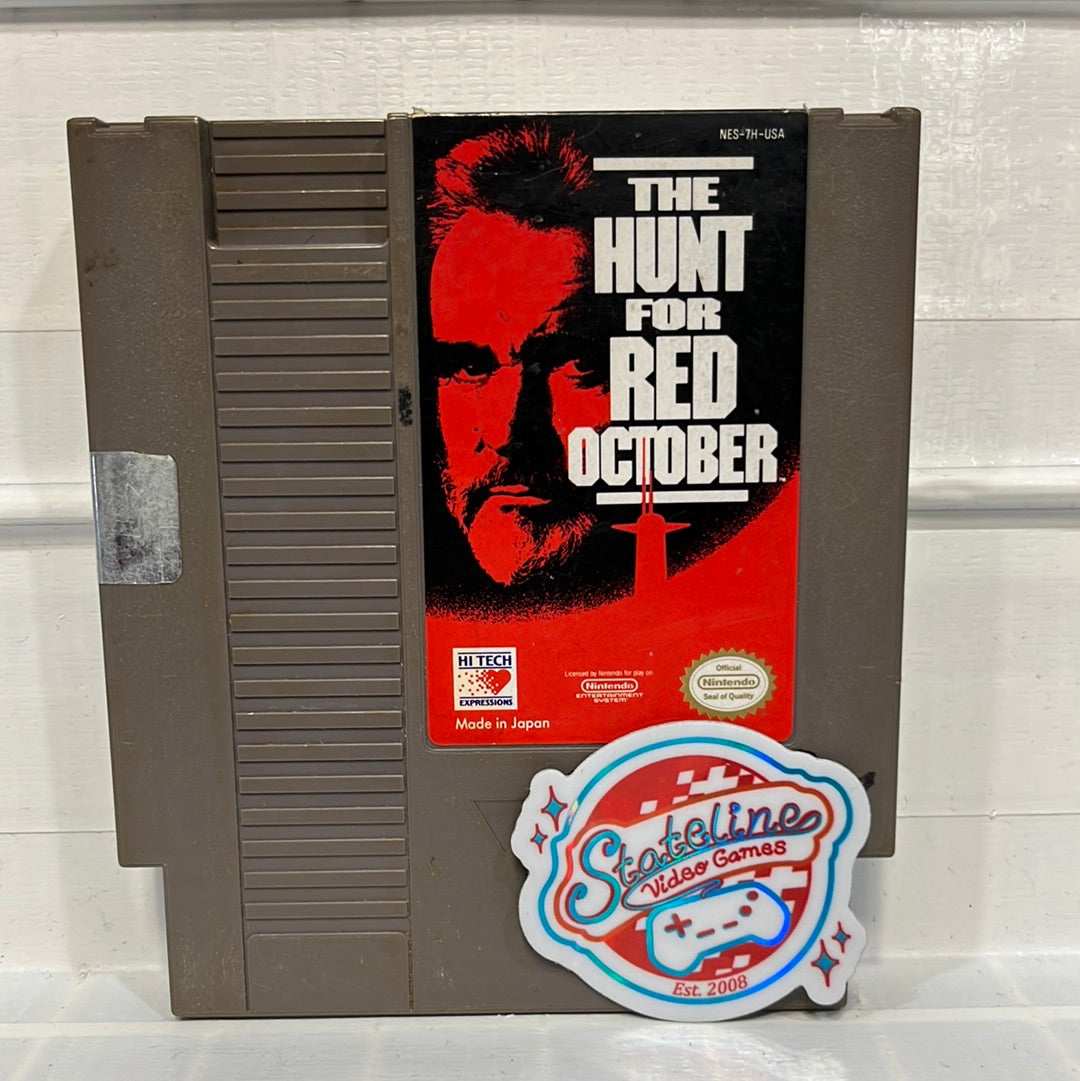 NES-7H-USA
THE
HUNT
FOR
RED
OCTOBER™
HI TECH
EXPRESSIONS
Made in Japan
Licensed by Nintendo for play on
Nintendo
ENTERTAINMENT
SYSTEM
Official
Nintendo
Seal of Quality
Stateline
Video Games
Est. 2008